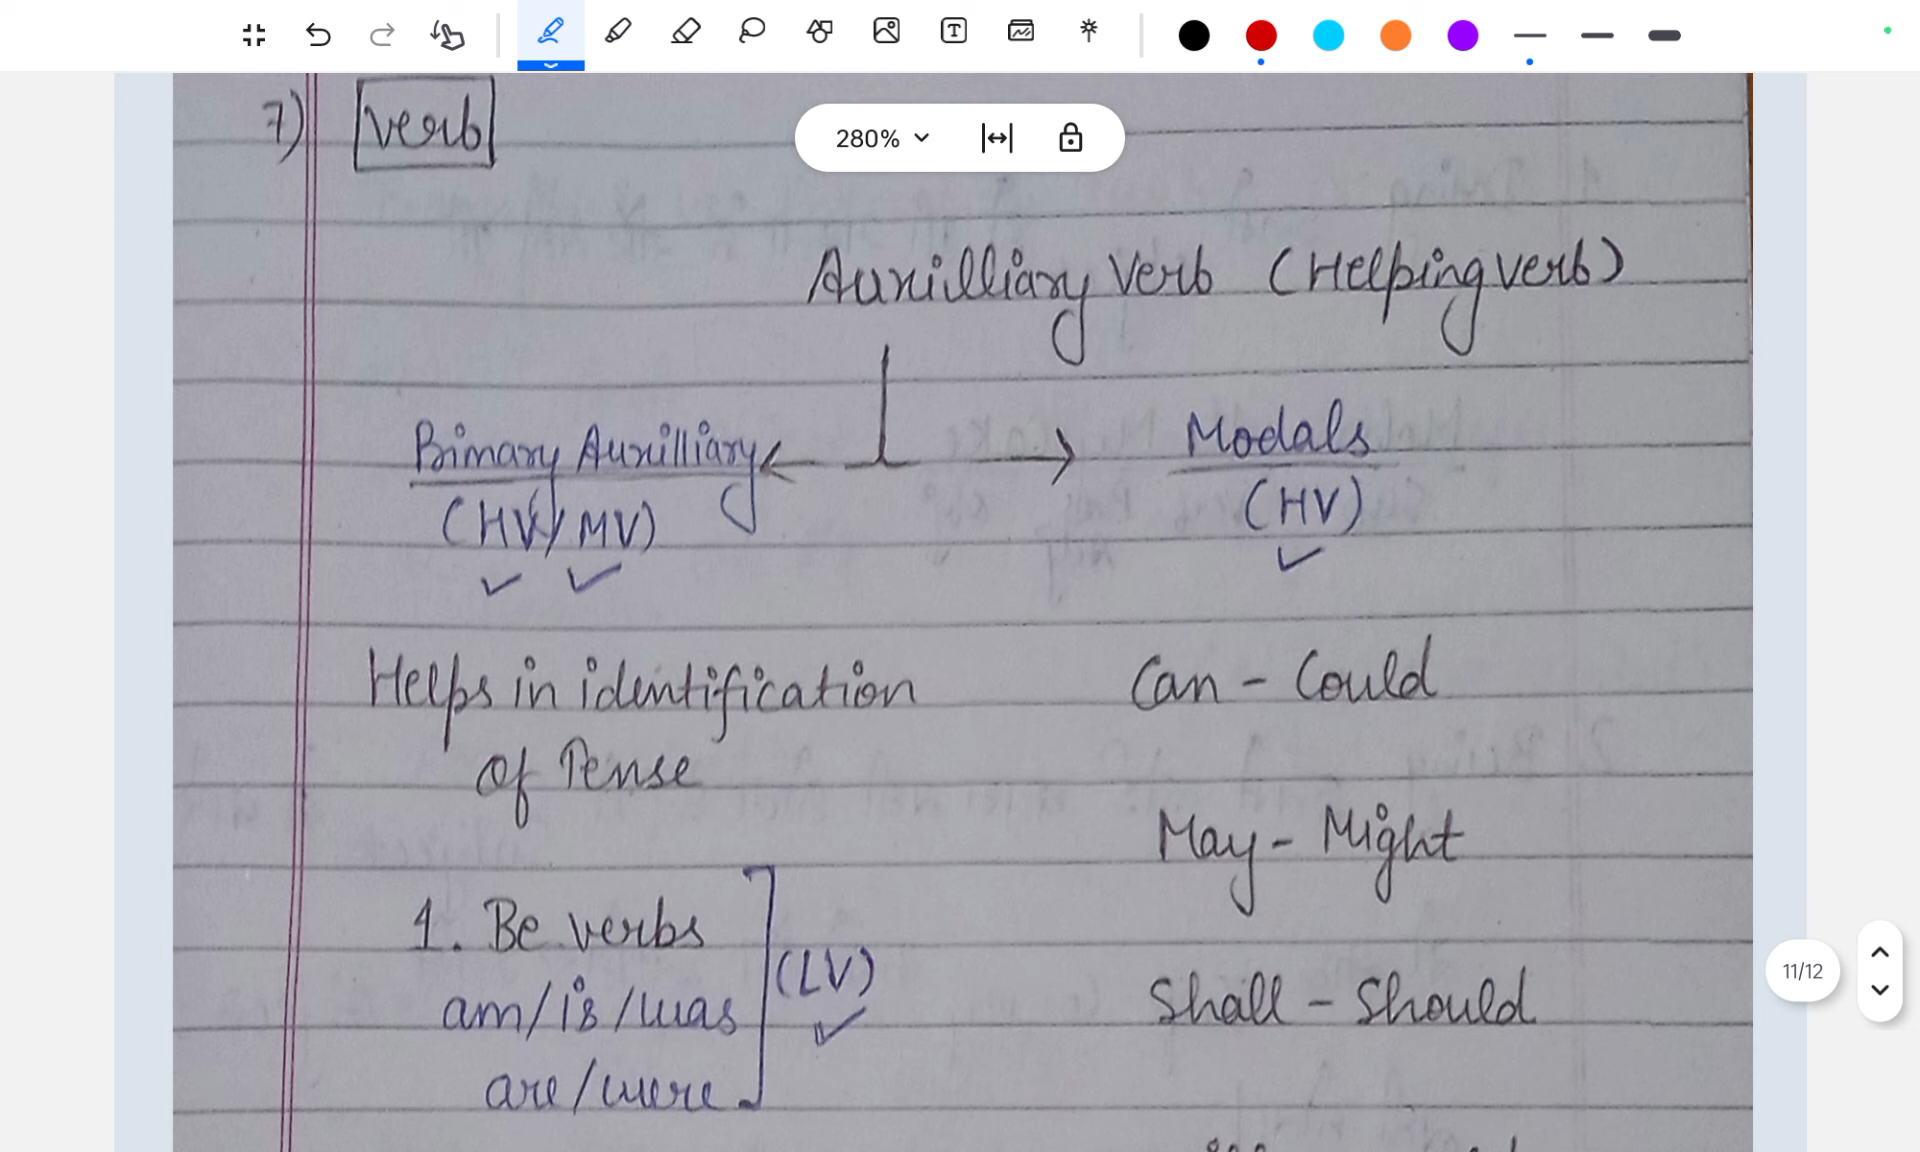 280%
7) verb
Auxilliary Verb (Helping verb)
Primary Auxilliary
Modals
(HV/MV)
(HV)
Helps in identification
of Tense
Can - Could
May - Might
1. Be verbs
am/is/was
are/were
(LV)
Shall - Should
11/12